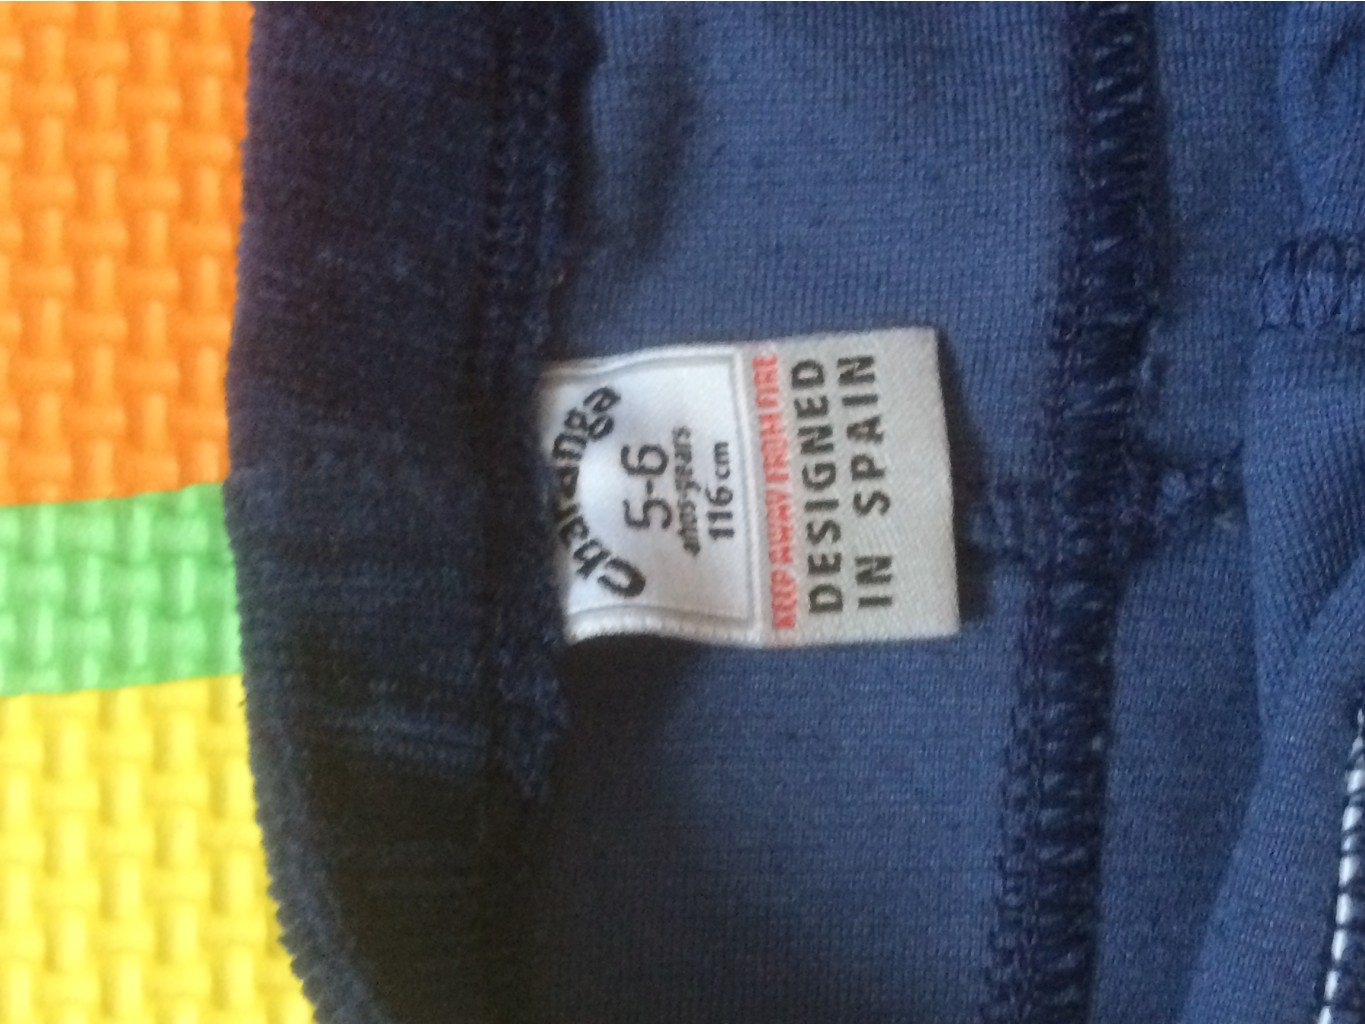 Charanga
5-6
años-years
116 cm
KEEP AWAY FROM FIRE
DESIGNED
IN SPAIN